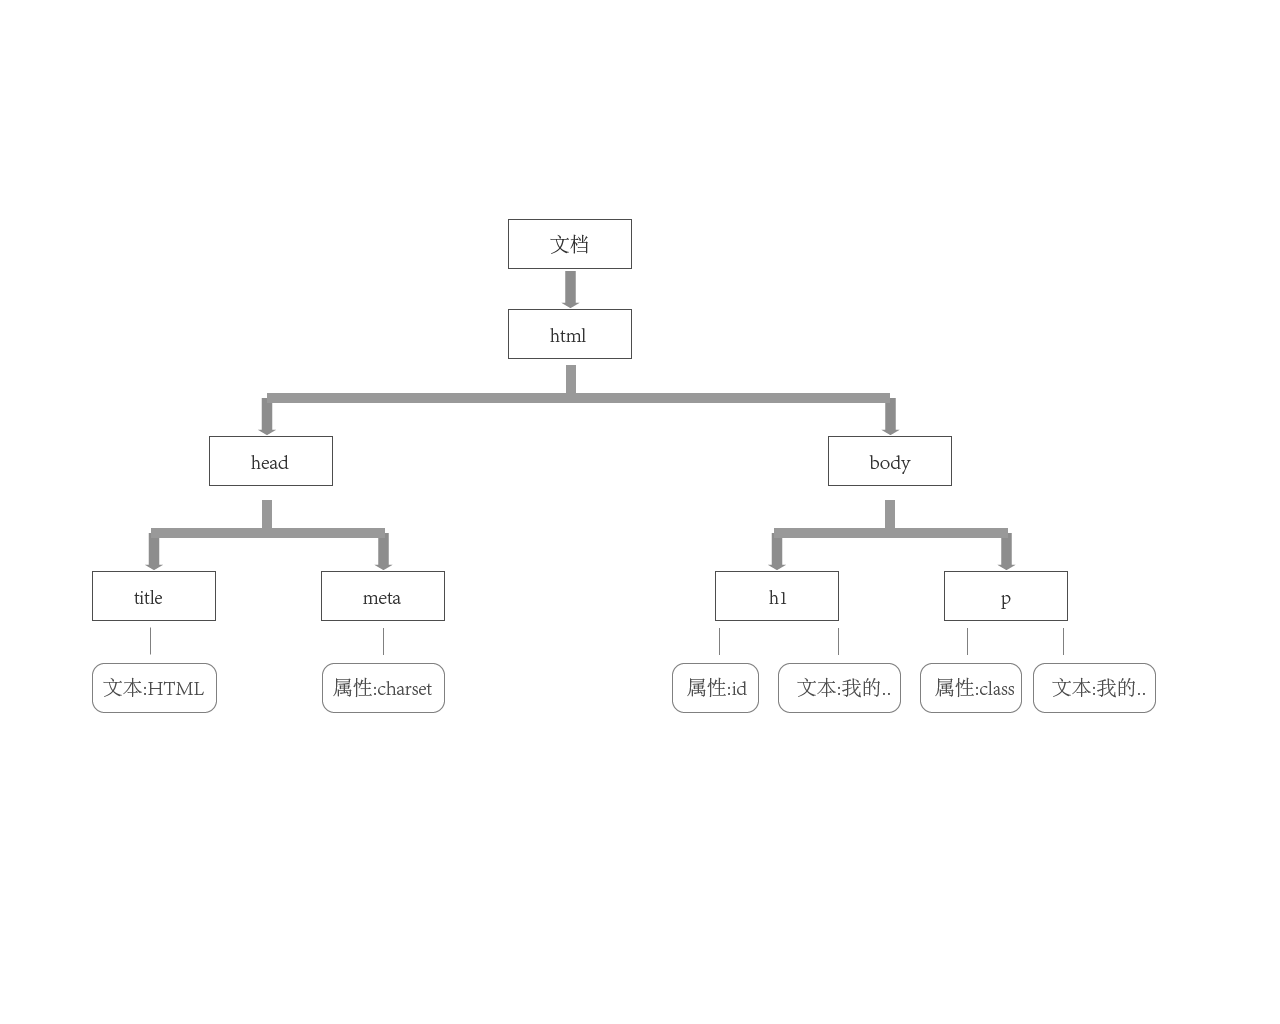 文档
html
head
body
title
meta
h1
p
文本:HTML
属性:charset
属性:id
文本:我的..
属性:class
文本:我的..